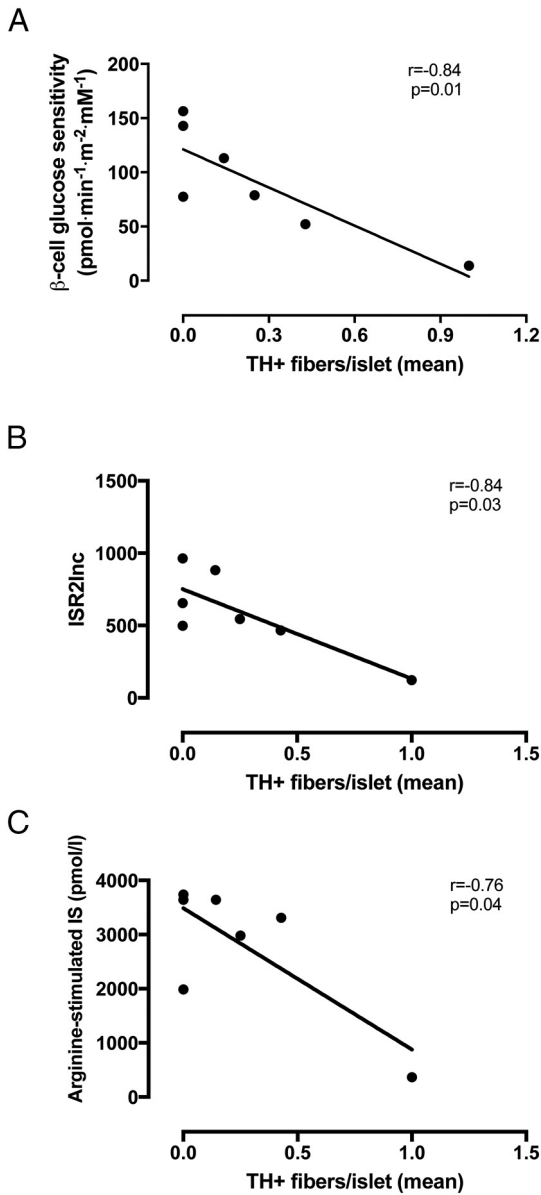 A
β-cell glucose sensitivity
(pmol·min-1·m-2·mM-1)
200
150
100
50
0
r=-0.84
p=0.01
0.0 0.3 0.6 0.9 1.2
TH+ fibers/islet (mean)
B
ISR2Inc
1500
1000
500
0
r=-0.84
p=0.03
0.0 0.5 1.0 1.5
TH+ fibers/islet (mean)
C
Arginine-stimulated IS (pmol/l)
4000
3000
2000
1000
0
r=-0.76
p=0.04
0.0 0.5 1.0 1.5
TH+ fibers/islet (mean)